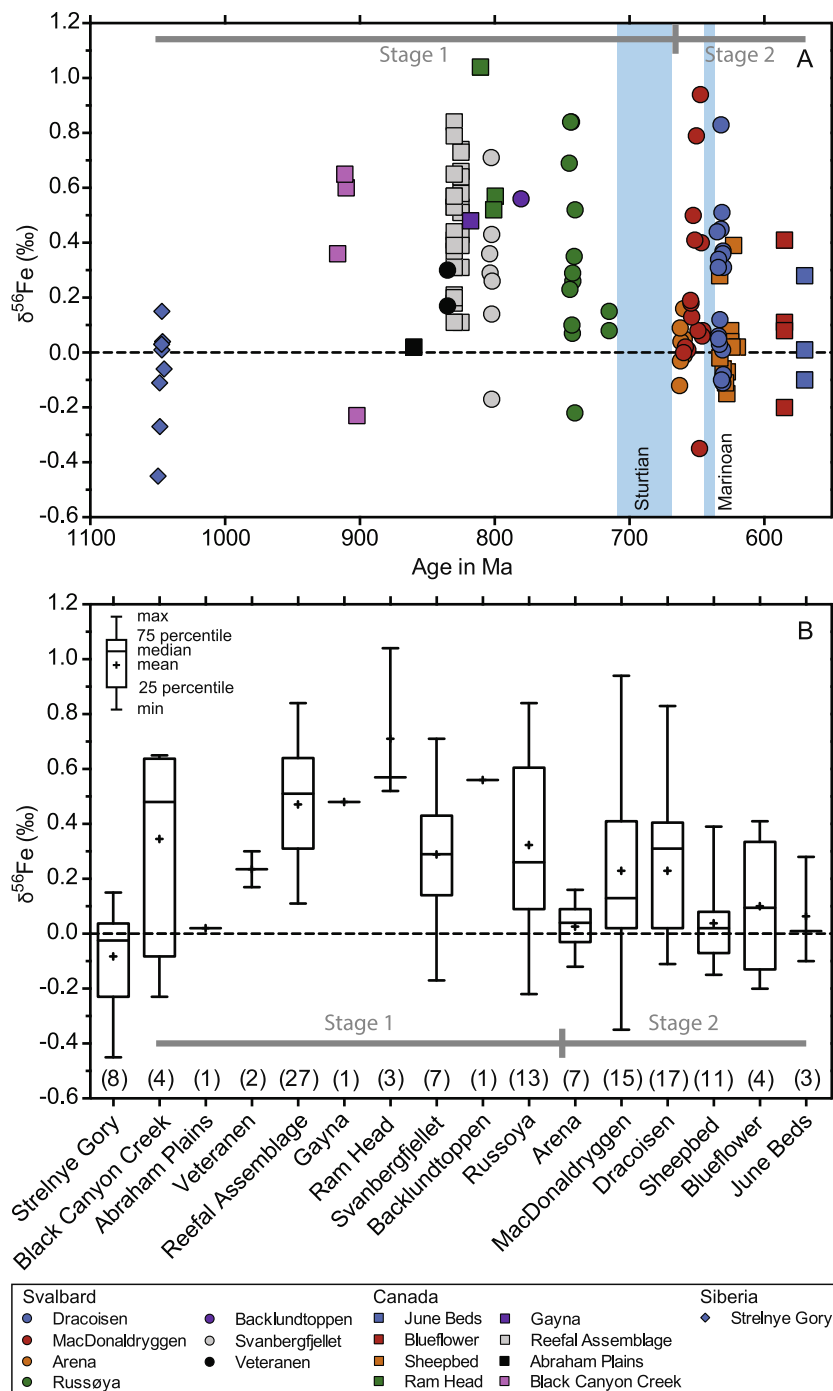 A
Stage 1
Stage 2
1.2
1.0
0.8
0.6
0.4
0.2
0.0
-0.2
-0.4
-0.6
δ56Fe (‰)
Sturtian
Marinoan
1100
1000
900
800
700
600
Age in Ma
B
max
75 percentile
median
mean
25 percentile
min
1.2
1.0
0.8
0.6
0.4
0.2
0.0
-0.2
-0.4
-0.6
δ56Fe (‰)
Stage 1
Stage 2
(8) (4) (1) (2) (27) (1) (3) (7) (1) (13) (7) (15) (17) (11) (4) (3)
Strelnye Gory
Black Canyon Creek
Abraham Plains
Veteranen
Reefal Assemblage
Gayna
Ram Head
Svanbergfjellet
Backlundtoppen
Russoya
Arena
MacDonaldryggen
Dracoisen
Sheepbed
Blueflower
June Beds
Svalbard
Dracoisen
MacDonaldryggen
Arena
Russøya
Backlundtoppen
Svanbergfjellet
Veteranen
Canada
June Beds
Blueflower
Sheepbed
Ram Head
Gayna
Reefal Assemblage
Abraham Plains
Black Canyon Creek
Siberia
Strelnye Gory